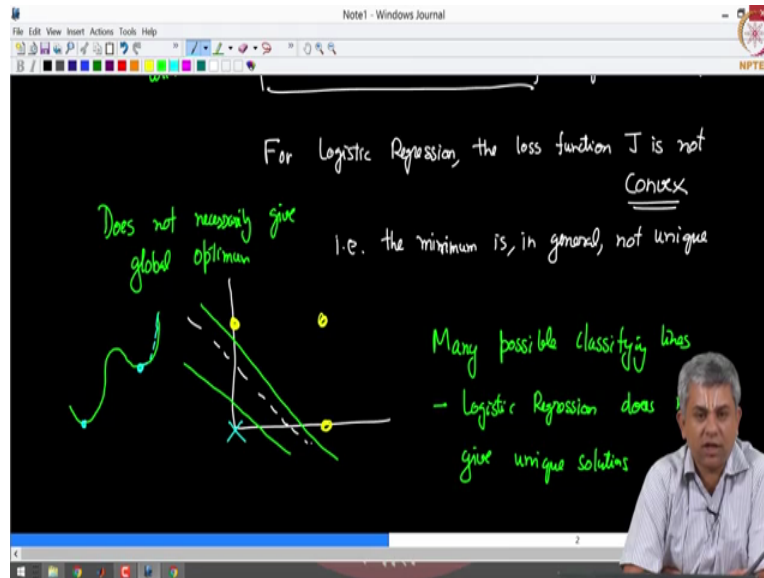 Note1 - Windows Journal
File Edit View Insert Actions Tools Help
B I
NPTE
For Logistic Regression, the loss function J is not
Convex
i.e. the minimum is, in general, not unique
Does not necessarily give
global optimum
Many possible classifying lines
- Logistic Regression does
give unique solutions
2